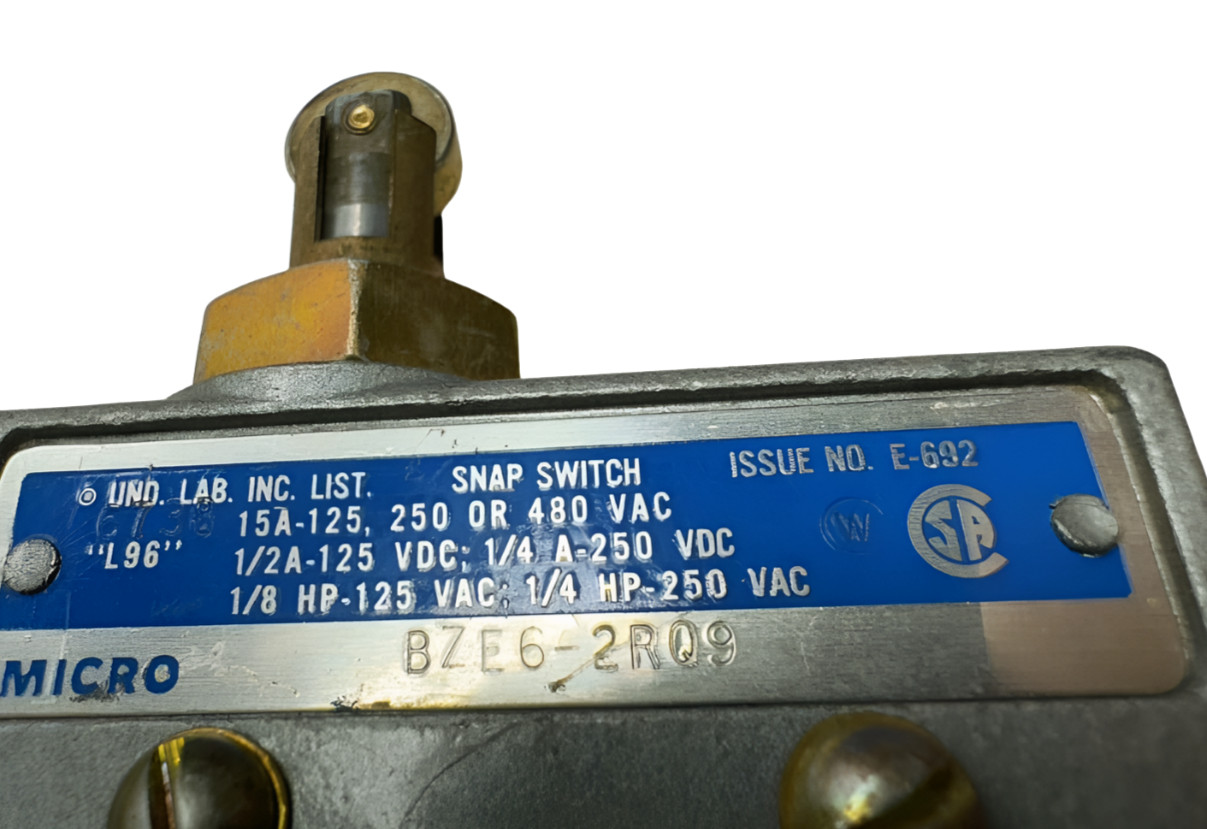 UND. LAB. INC. LIST. SNAP SWITCH ISSUE NO. E-692
15A-125, 250 OR 480 VAC
"L96" 1/2A-125 VDC; 1/4 A-250 VDC
1/8 HP-125 VAC; 1/4 HP-250 VAC
SA
BZE6-2RQ9
MICRO